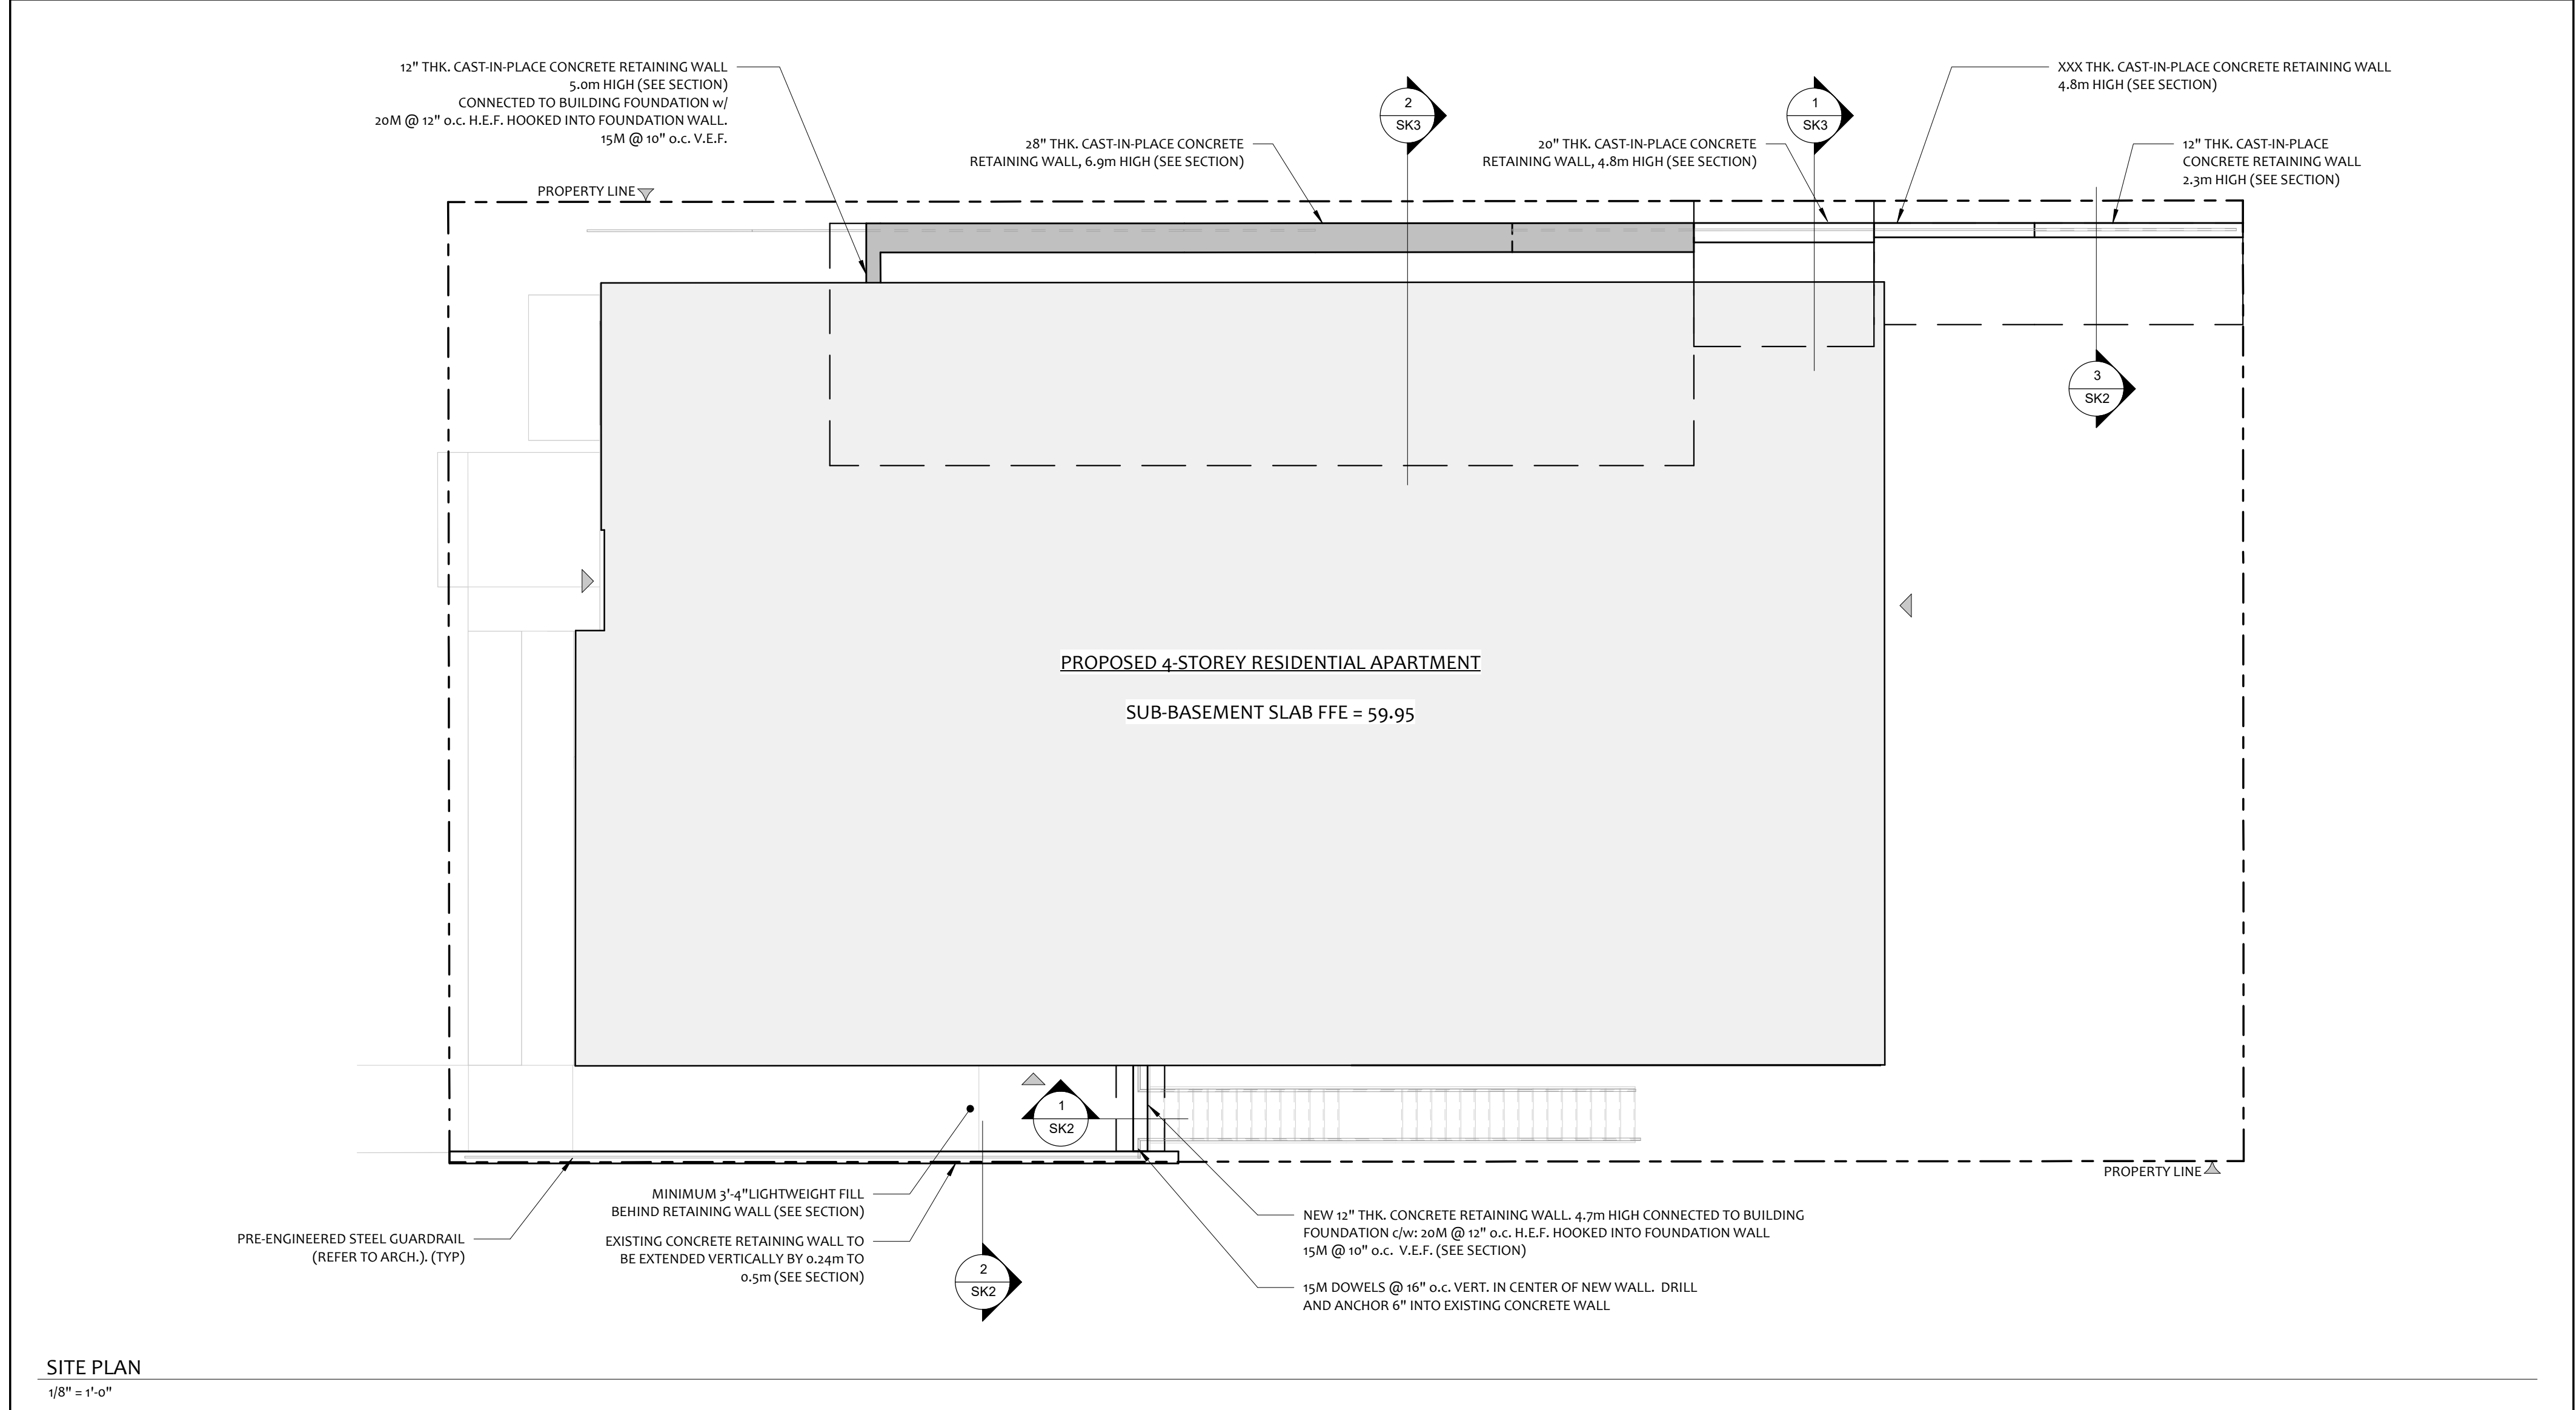 12" THK. CAST-IN-PLACE CONCRETE RETAINING WALL
5.0m HIGH (SEE SECTION)
CONNECTED TO BUILDING FOUNDATION w/
20M @ 12" o.c. H.E.F. HOOKED INTO FOUNDATION WALL.
15M @ 10" o.c. V.E.F.
28" THK. CAST-IN-PLACE CONCRETE
RETAINING WALL, 6.9m HIGH (SEE SECTION)
2
SK3
20" THK. CAST-IN-PLACE CONCRETE
RETAINING WALL, 4.8m HIGH (SEE SECTION)
1
SK3
XXX THK. CAST-IN-PLACE CONCRETE RETAINING WALL
4.8m HIGH (SEE SECTION)
12" THK. CAST-IN-PLACE
CONCRETE RETAINING WALL
2.3m HIGH (SEE SECTION)
PROPERTY LINE
3
SK2
PROPOSED 4-STOREY RESIDENTIAL APARTMENT
SUB-BASEMENT SLAB FFE = 59.95
1
SK2
PROPERTY LINE
MINIMUM 3'-4"LIGHTWEIGHT FILL
BEHIND RETAINING WALL (SEE SECTION)
PRE-ENGINEERED STEEL GUARDRAIL
(REFER TO ARCH.). (TYP)
EXISTING CONCRETE RETAINING WALL TO
BE EXTENDED VERTICALLY BY 0.24m TO
0.5m (SEE SECTION)
2
SK2
NEW 12" THK. CONCRETE RETAINING WALL. 4.7m HIGH CONNECTED TO BUILDING
FOUNDATION c/w: 20M @ 12" o.c. H.E.F. HOOKED INTO FOUNDATION WALL
15M @ 10" o.c. V.E.F. (SEE SECTION)
15M DOWELS @ 16" o.c. VERT. IN CENTER OF NEW WALL. DRILL
AND ANCHOR 6" INTO EXISTING CONCRETE WALL
SITE PLAN
1/8" = 1'-0"